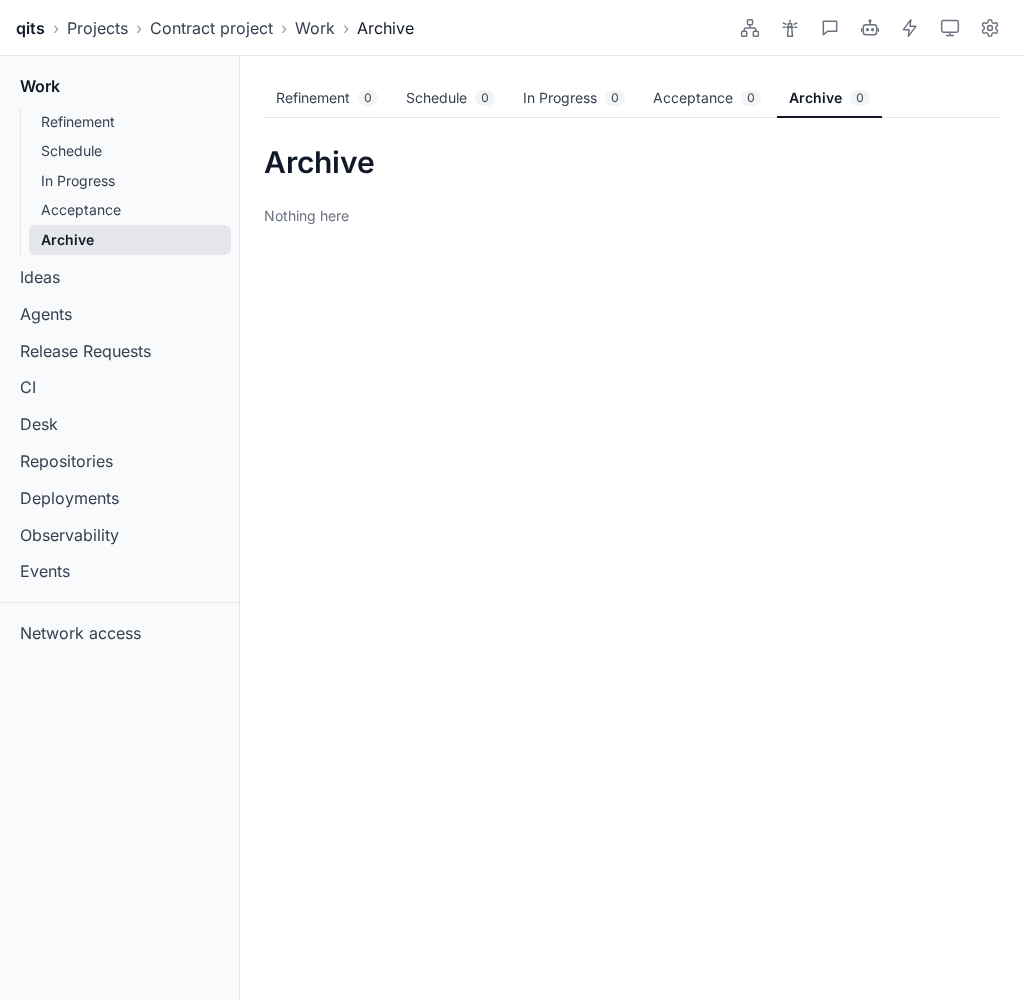 qits › Projects › Contract project › Work › Archive
Work
Refinement
Schedule
In Progress
Acceptance
Archive
Ideas
Agents
Release Requests
CI
Desk
Repositories
Deployments
Observability
Events
Network access
Refinement 0 Schedule 0 In Progress 0 Acceptance 0 Archive 0
Archive
Nothing here